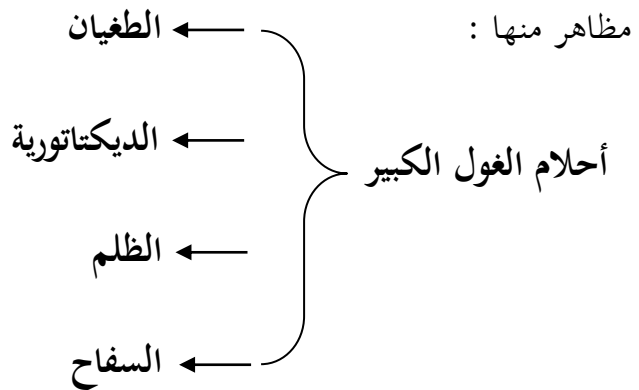 مظاهر منها :
الطغيان
الديكتاتورية
أحلام الغول الكبير
الظلم
السفاح